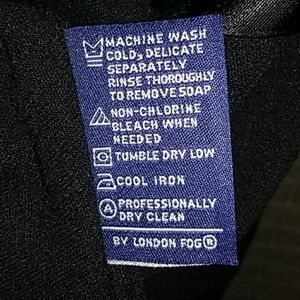 MACHINE WASH
COLD, DELICATE
SEPARATELY
RINSE THOROUGHLY
TO REMOVE SOAP
NON-CHLORINE
BLEACH WHEN
NEEDED
TUMBLE DRY LOW
COOL IRON
A PROFESSIONALLY
DRY CLEAN
BY LONDON FOG®